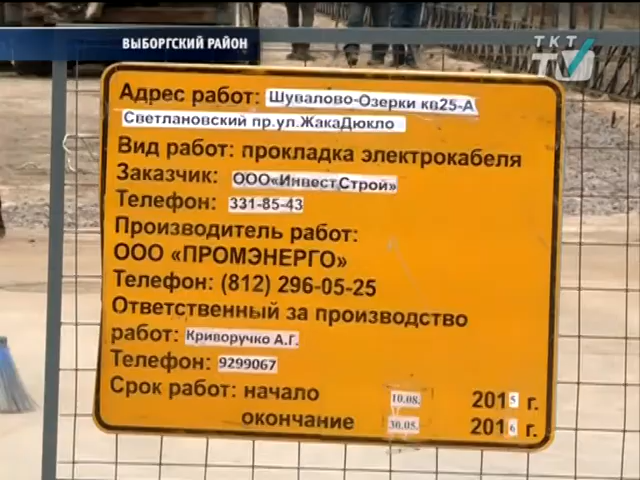 ВЫБОРГСКИЙ РАЙОН
ТКТ
TV
Адрес работ: Шувалово-Озерки кв25-А
Светлановский пр.ул.ЖакаДюкло
Вид работ: прокладка электрокабеля
Заказчик: ООО«ИнвестСтрой»
Телефон: 331-85-43
Производитель работ:
ООО «ПРОМЭНЕРГО»
Телефон: (812) 296-05-25
Ответственный за производство
работ: Криворучко А.Г.
Телефон: 9299067
Срок работ: начало 10.08. 2015 г.
окончание 30.05. 2016 г.